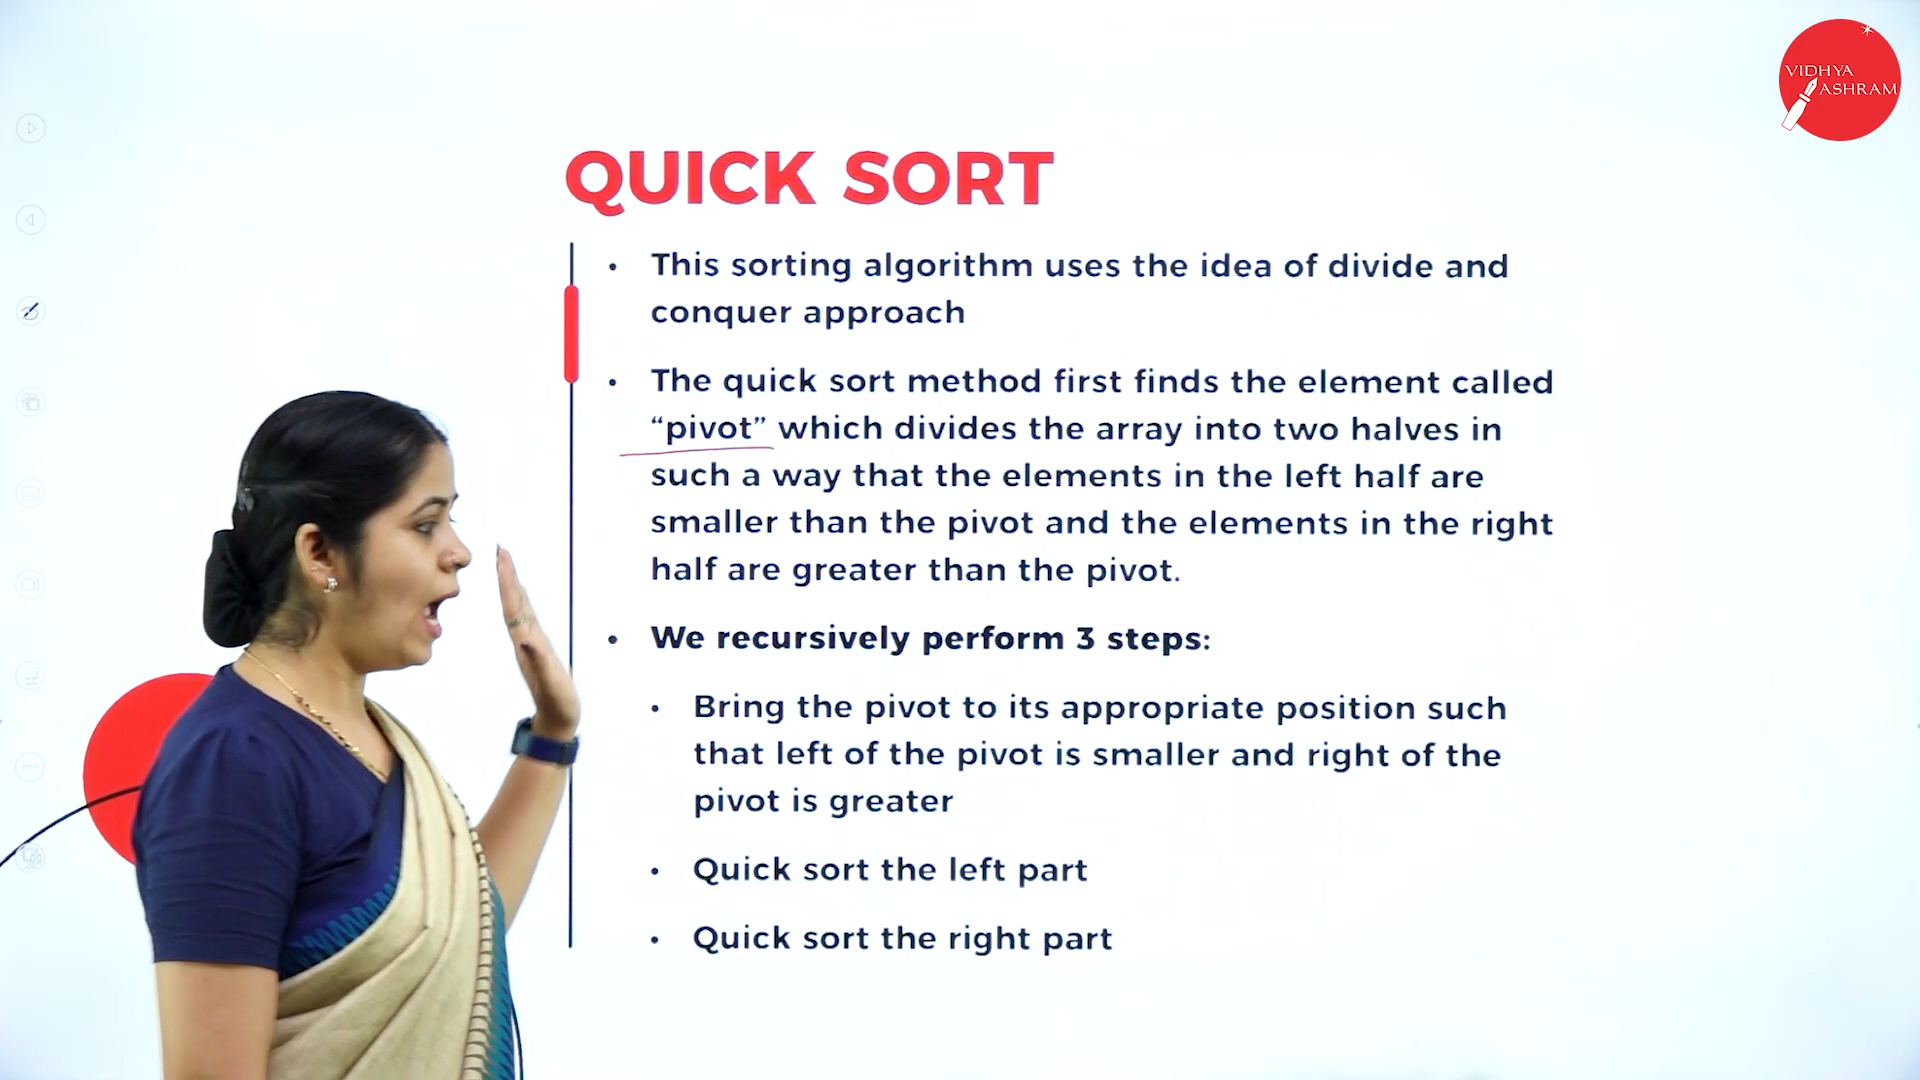 VIDHYA
ASHRAM
QUICK SORT
• This sorting algorithm uses the idea of divide and
conquer approach
• The quick sort method first finds the element called
“pivot” which divides the array into two halves in
such a way that the elements in the left half are
smaller than the pivot and the elements in the right
half are greater than the pivot.
• We recursively perform 3 steps:
• Bring the pivot to its appropriate position such
that left of the pivot is smaller and right of the
pivot is greater
• Quick sort the left part
• Quick sort the right part